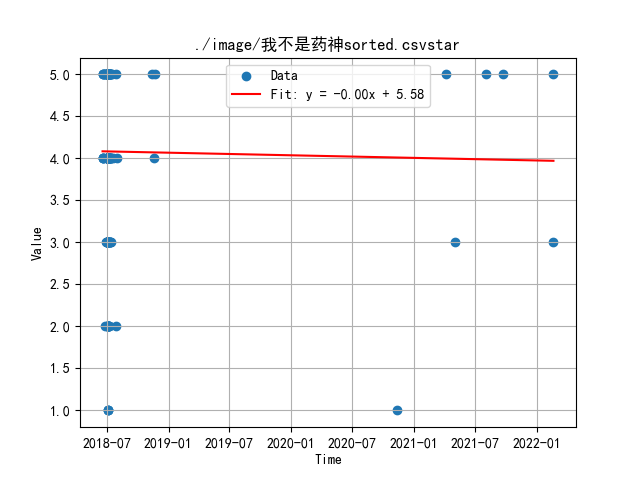 ./image/我不是药神sorted.csvstar
Data
Fit: y = -0.00x + 5.58
5.0
4.5
4.0
3.5
3.0
2.5
2.0
1.5
1.0
Value
2018-07 2019-01 2019-07 2020-01 2020-07 2021-01 2021-07 2022-01
Time